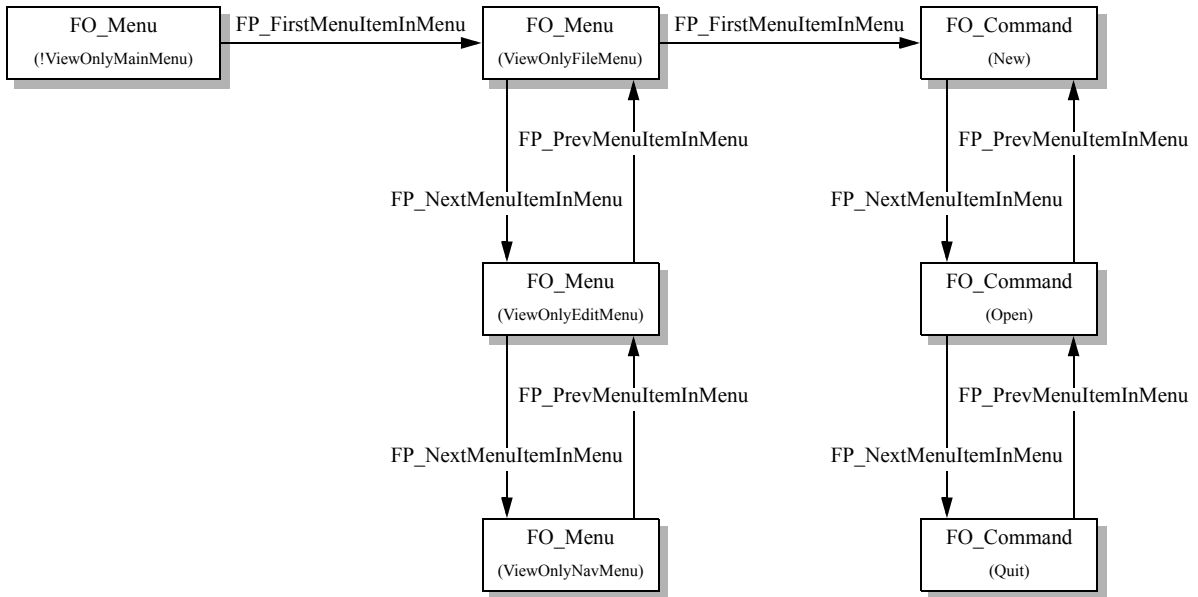 FO_Menu
(!ViewOnlyMainMenu)
FP_FirstMenuItemInMenu
FO_Menu
(ViewOnlyFileMenu)
FP_FirstMenuItemInMenu
FO_Command
(New)
FP_PrevMenuItemInMenu
FP_PrevMenuItemInMenu
FP_NextMenuItemInMenu
FP_NextMenuItemInMenu
FO_Menu
(ViewOnlyEditMenu)
FO_Command
(Open)
FP_PrevMenuItemInMenu
FP_PrevMenuItemInMenu
FP_NextMenuItemInMenu
FP_NextMenuItemInMenu
FO_Menu
(ViewOnlyNavMenu)
FO_Command
(Quit)